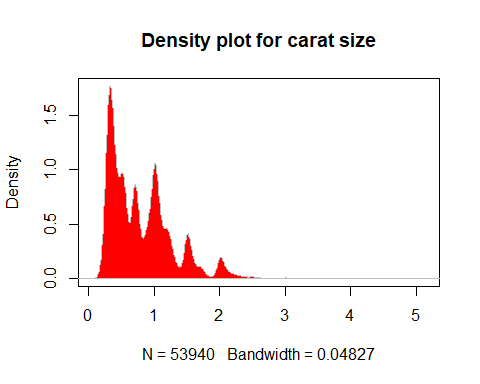 Density plot for carat size
Density
1.5
1.0
0.5
0.0
0 1 2 3 4 5
N = 53940 Bandwidth = 0.04827